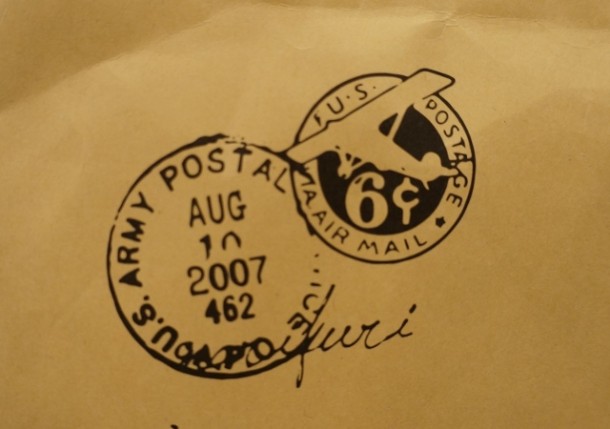 U.S. POSTAGE
VIA AIR MAIL
6¢
U.S. ARMY POSTAL
A.P.O.
AUG
10
2007
462